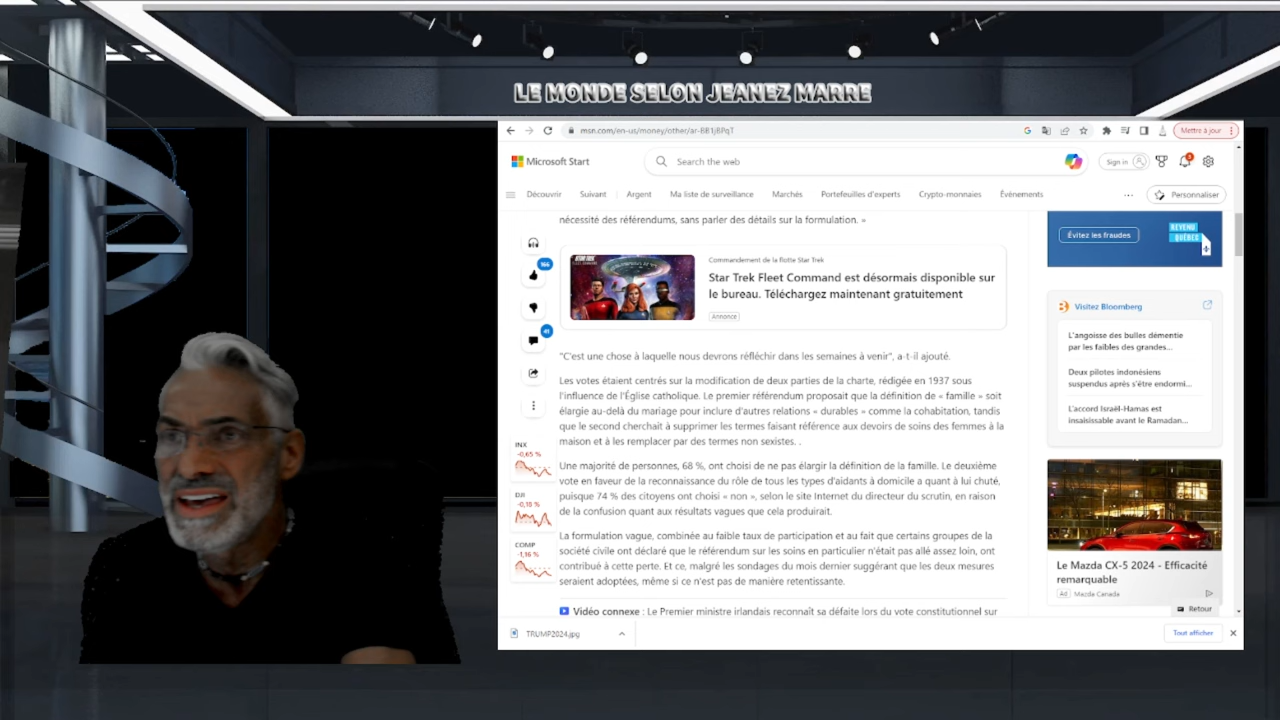 LE MONDE SELON JEANEZ MARRE
msn.com/en-us/money/other/ar-BB1jBPqT
Mettre à jour
Microsoft Start
Search the web
Sign in
Découvrir
Suivant
Argent
Ma liste de surveillance
Marchés
Portefeuilles d'experts
Crypto-monnaies
Événements
Personnaliser
nécessité des référendums, sans parler des détails sur la formulation. »
166
41
Commandement de la flotte Star Trek
Star Trek Fleet Command est désormais disponible sur
le bureau. Téléchargez maintenant gratuitement
Annonce
"C'est une chose à laquelle nous devrons réfléchir dans les semaines à venir", a-t-il ajouté.
Les votes étaient centrés sur la modification de deux parties de la charte, rédigée en 1937 sous
l'influence de l'Église catholique. Le premier référendum proposait que la définition de « famille » soit
élargie au-delà du mariage pour inclure d'autres relations « durables » comme la cohabitation, tandis
que le second cherchait à supprimer les termes faisant référence aux devoirs de soins des femmes à la
maison et à les remplacer par des termes non sexistes. .
Une majorité de personnes, 68 %, ont choisi de ne pas élargir la définition de la famille. Le deuxième
vote en faveur de la reconnaissance du rôle de tous les types d'aidants à domicile a quant à lui chuté,
puisque 74 % des citoyens ont choisi « non », selon le site Internet du directeur du scrutin, en raison
de la confusion quant aux résultats vagues que cela produirait.
La formulation vague, combinée au faible taux de participation et au fait que certains groupes de la
société civile ont déclaré que le référendum sur les soins en particulier n'était pas allé assez loin, ont
contribué à cette perte. Et ce, malgré les sondages du mois dernier suggérant que les deux mesures
seraient adoptées, même si ce n'est pas de manière retentissante.
Vidéo connexe : Le Premier ministre irlandais reconnaît sa défaite lors du vote constitutionnel sur
INX
-0,65 %
DJI
-0,18 %
COMP
-1,16 %
Évitez les fraudes
REVENU
QUÉBEC
Visitez Bloomberg
L'angoisse des bulles démentie
par les faibles des grandes...
Deux pilotes indonésiens
suspendus après s'être endormi...
L'accord Israël-Hamas est
insaisissable avant le Ramadan...
Le Mazda CX-5 2024 - Efficacité
remarquable
Ad
Mazda Canada
Retour
TRUMP2024.jpg
Tout afficher